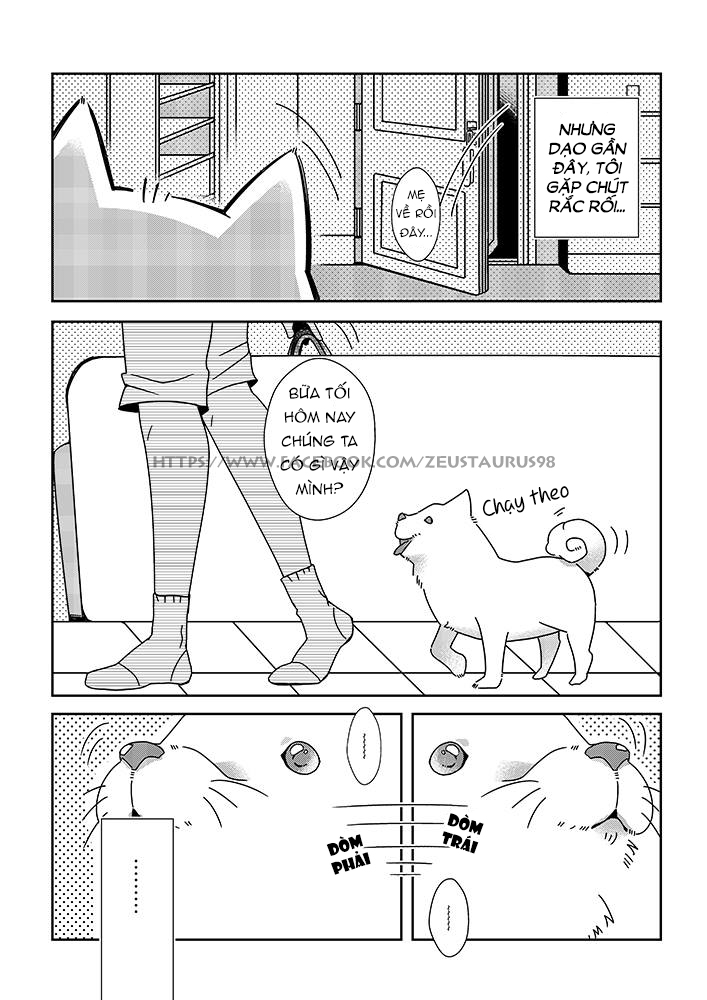 NHƯNG
DẠO GẦN
ĐÂY, TÔI
GẶP CHÚT
RẮC RỐI...
MẸ
VỀ RỒI
ĐÂY...
BỮA TỐI
HÔM NAY
CHÚNG TA
CÓ GÌ VẬY
MÌNH?
HTTPS://WWW.FACEBOOK.COM/ZEUSTAURUS98
Chạy theo
DÒM
PHẢI
DÒM
TRÁI
.........